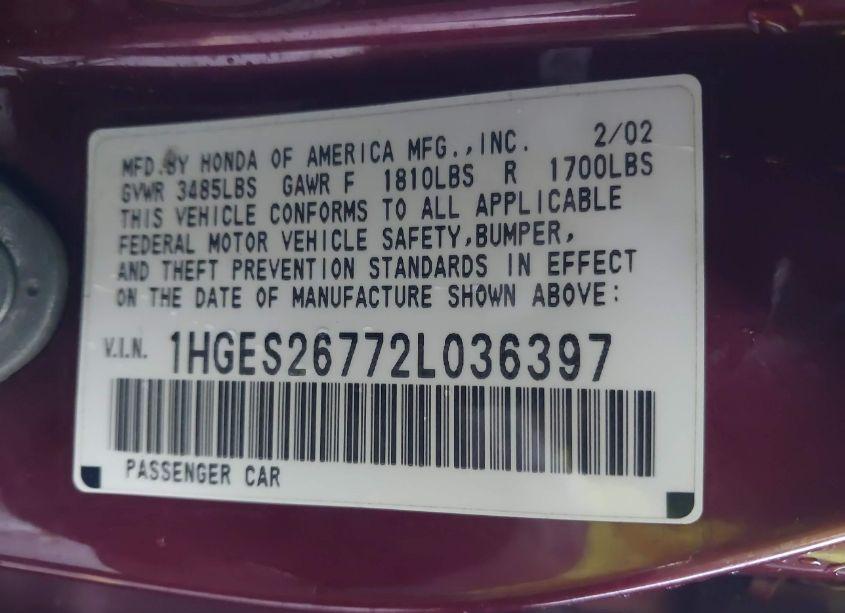 MFD.BY HONDA OF AMERICA MFG.,INC. 2/02
GVWR 3485LBS GAWR F 1810LBS R 1700LBS
THIS VEHICLE CONFORMS TO ALL APPLICABLE
FEDERAL MOTOR VEHICLE SAFETY,BUMPER,
AND THEFT PREVENTION STANDARDS IN EFFECT
ON THE DATE OF MANUFACTURE SHOWN ABOVE:
V.I.N. 1HGES26772L036397
PASSENGER CAR